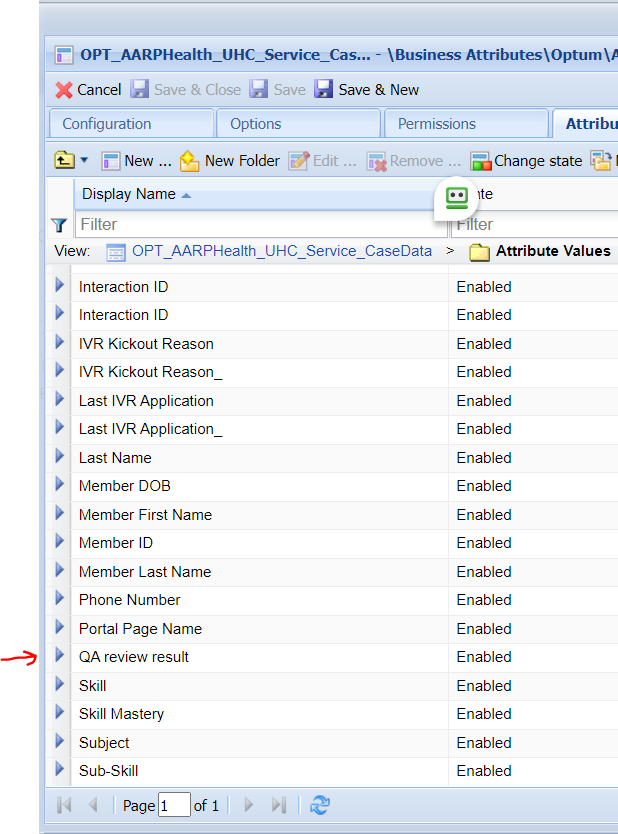 OPT_AARPHealth_UHC_Service_Cas... - \Business Attributes\Optum\
Cancel Save & Close Save Save & New
Configuration Options Permissions Attribu
New ... New Folder Edit ... Remove ... Change state
Display Name te
Filter Filter
View: OPT_AARPHealth_UHC_Service_CaseData > Attribute Values
Interaction ID Enabled
Interaction ID Enabled
IVR Kickout Reason Enabled
IVR Kickout Reason_ Enabled
Last IVR Application Enabled
Last IVR Application_ Enabled
Last Name Enabled
Member DOB Enabled
Member First Name Enabled
Member ID Enabled
Member Last Name Enabled
Phone Number Enabled
Portal Page Name Enabled
QA review result Enabled
Skill Enabled
Skill Mastery Enabled
Subject Enabled
Sub-Skill Enabled
Page 1 of 1